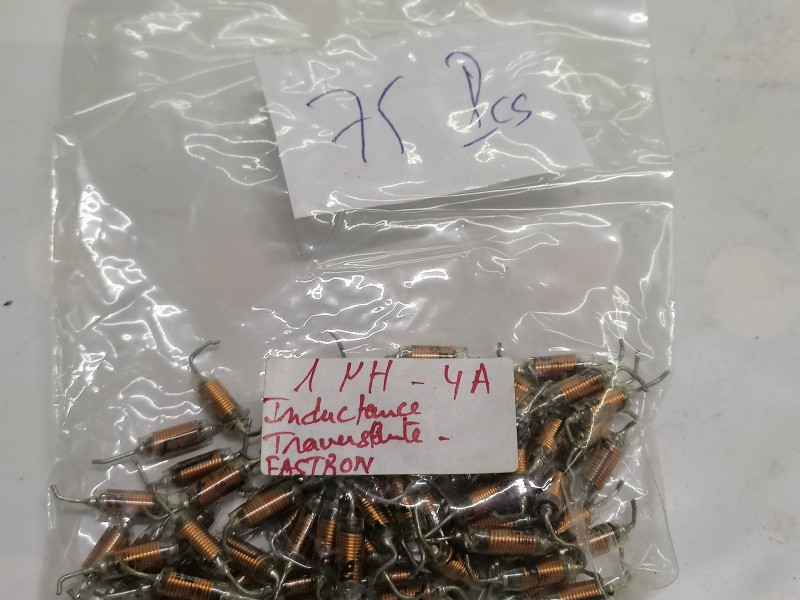 75 Pcs
1 µH - 4A
Inductance
Traversante -
FASTRON